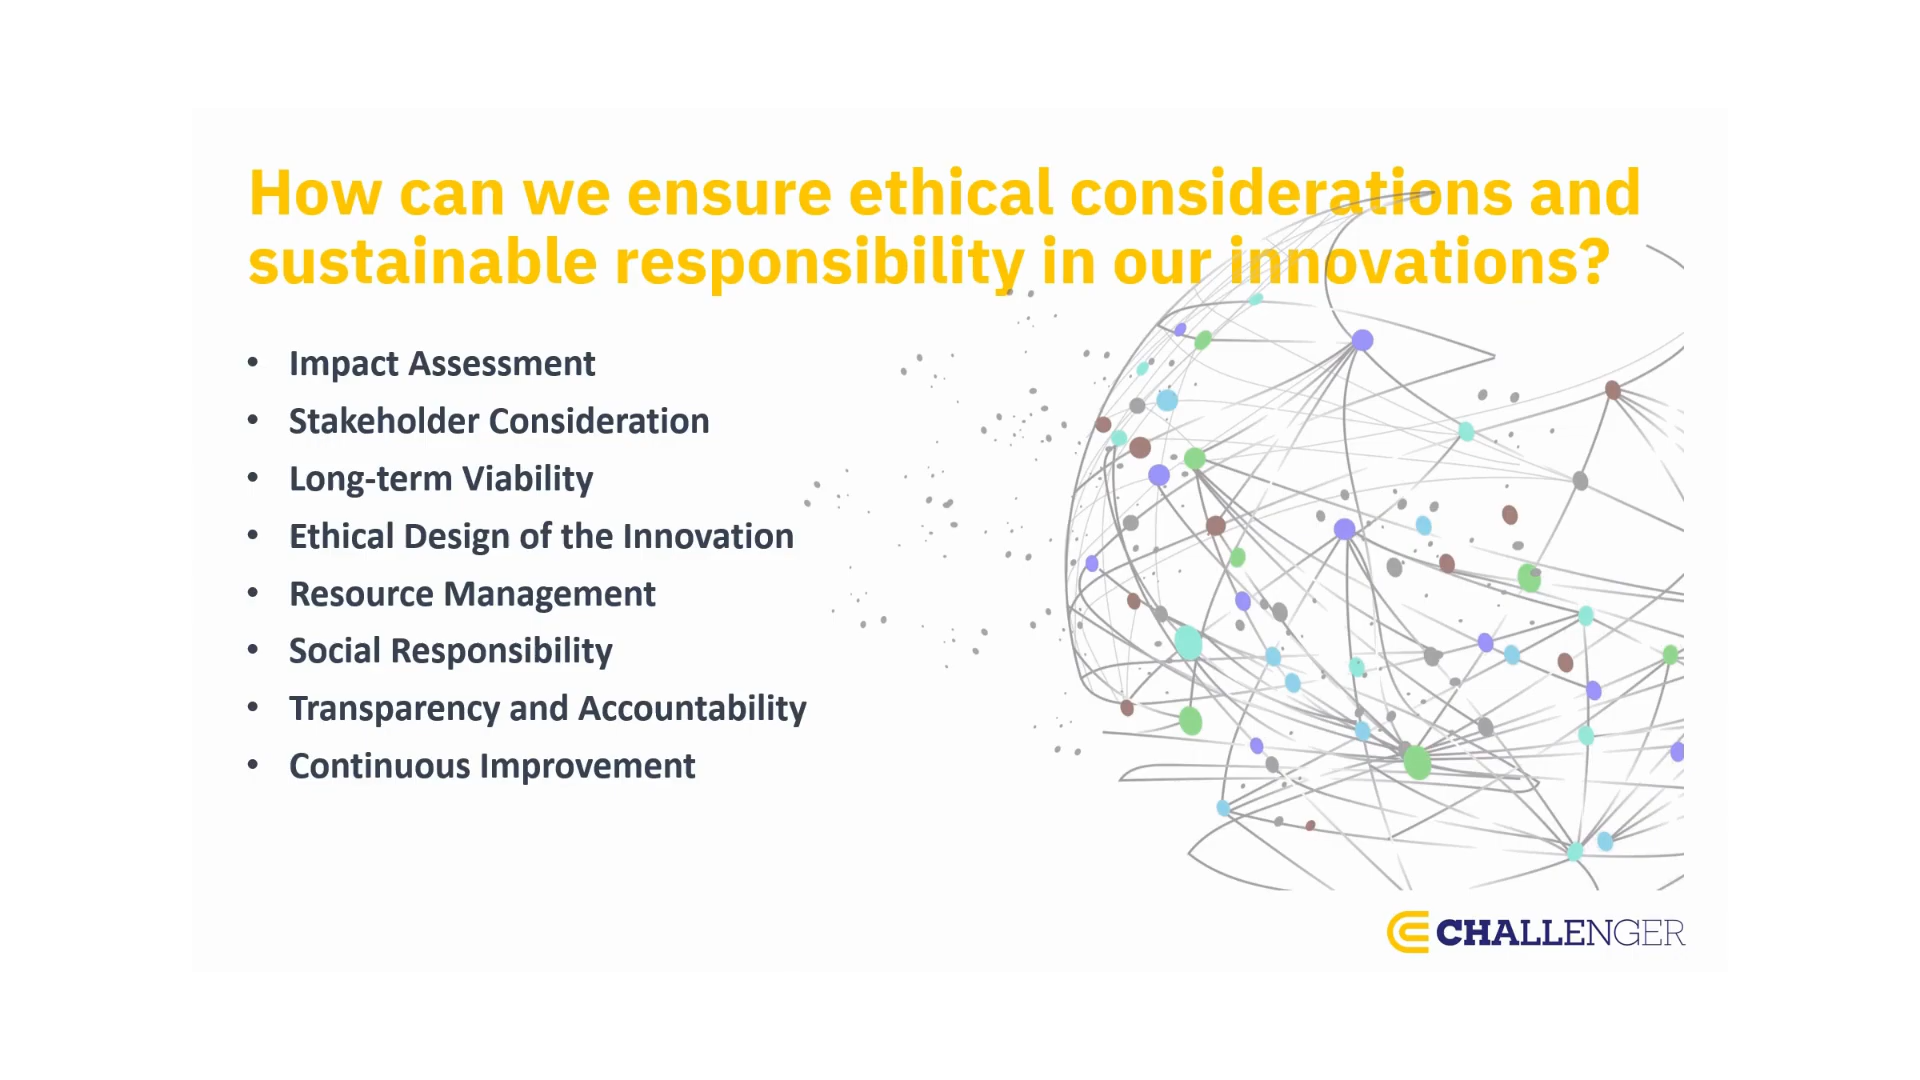 How can we ensure ethical considerations and
sustainable responsibility in our innovations?
• Impact Assessment
• Stakeholder Consideration
• Long-term Viability
• Ethical Design of the Innovation
• Resource Management
• Social Responsibility
• Transparency and Accountability
• Continuous Improvement
CHALLENGER